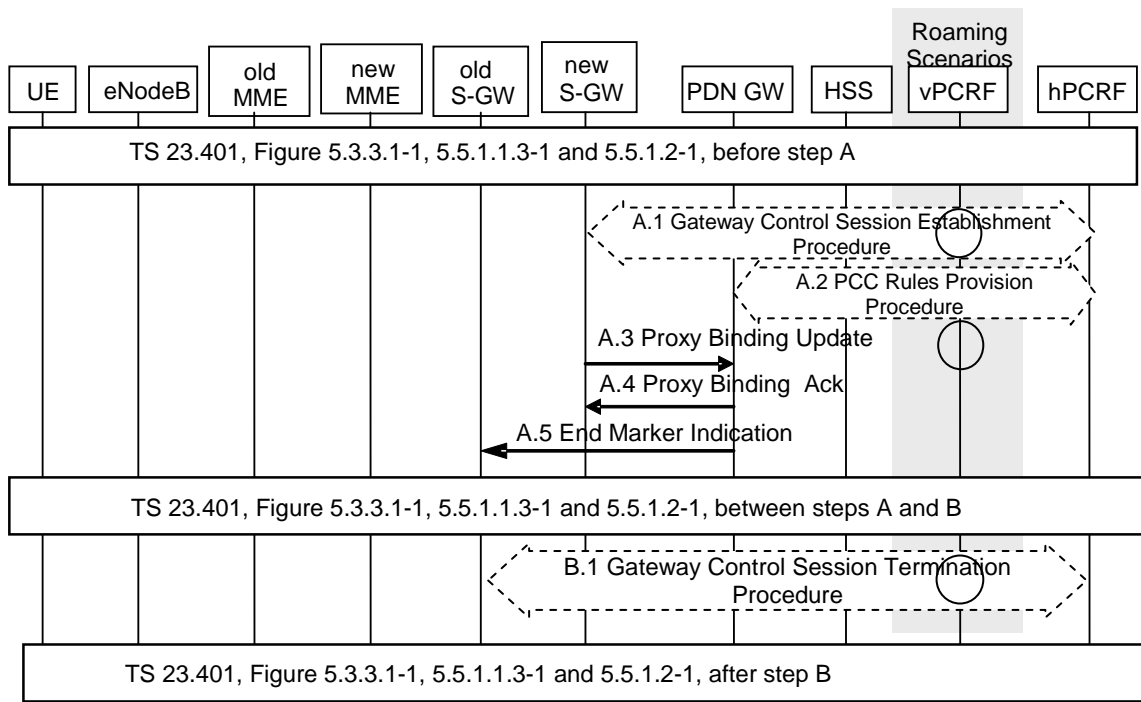 Roaming
Scenarios
UE
eNodeB
old
MME
new
MME
old
S-GW
new
S-GW
PDN GW
HSS
vPCRF
hPCRF
TS 23.401, Figure 5.3.3.1-1, 5.5.1.1.3-1 and 5.5.1.2-1, before step A
A.1 Gateway Control Session Establishment
Procedure
A.2 PCC Rules Provision
Procedure
A.3 Proxy Binding Update
A.4 Proxy Binding Ack
A.5 End Marker Indication
TS 23.401, Figure 5.3.3.1-1, 5.5.1.1.3-1 and 5.5.1.2-1, between steps A and B
B.1 Gateway Control Session Termination
Procedure
TS 23.401, Figure 5.3.3.1-1, 5.5.1.1.3-1 and 5.5.1.2-1, after step B